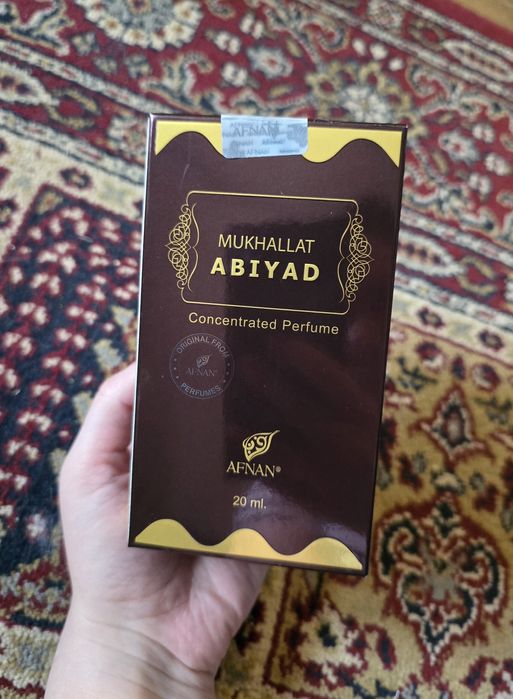 AFNAN
MUKHALLAT
ABIYAD
Concentrated Perfume
ORIGINAL FROM
AFNAN®
PERFUMES
AFNAN®
20 ml.